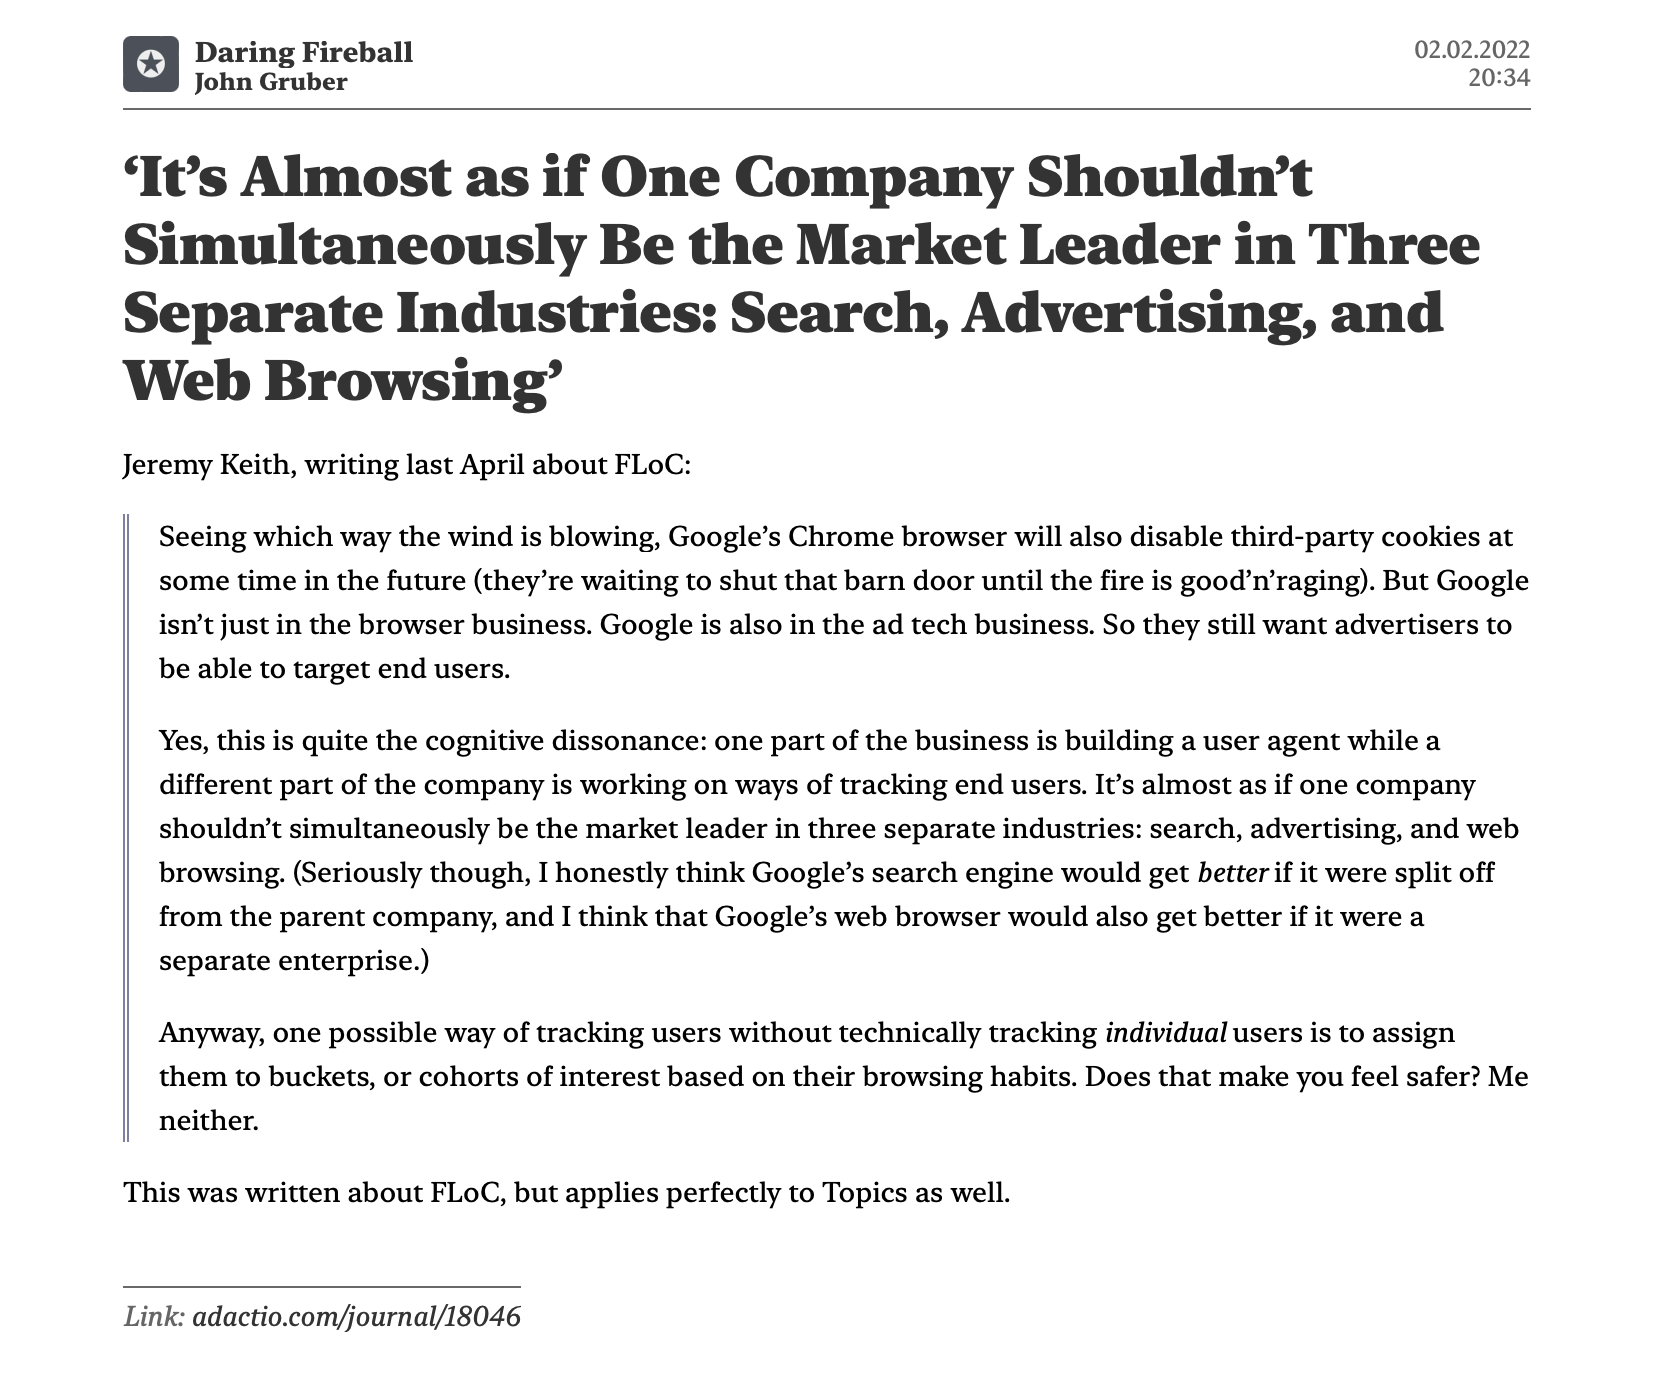 Daring Fireball
John Gruber
02.02.2022
20:34
‘It’s Almost as if One Company Shouldn’t
Simultaneously Be the Market Leader in Three
Separate Industries: Search, Advertising, and
Web Browsing’
Jeremy Keith, writing last April about FLoC:
Seeing which way the wind is blowing, Google’s Chrome browser will also disable third-party cookies at
some time in the future (they’re waiting to shut that barn door until the fire is good’n’raging). But Google
isn’t just in the browser business. Google is also in the ad tech business. So they still want advertisers to
be able to target end users.
Yes, this is quite the cognitive dissonance: one part of the business is building a user agent while a
different part of the company is working on ways of tracking end users. It’s almost as if one company
shouldn’t simultaneously be the market leader in three separate industries: search, advertising, and web
browsing. (Seriously though, I honestly think Google’s search engine would get better if it were split off
from the parent company, and I think that Google’s web browser would also get better if it were a
separate enterprise.)
Anyway, one possible way of tracking users without technically tracking individual users is to assign
them to buckets, or cohorts of interest based on their browsing habits. Does that make you feel safer? Me
neither.
This was written about FLoC, but applies perfectly to Topics as well.
Link: adactio.com/journal/18046